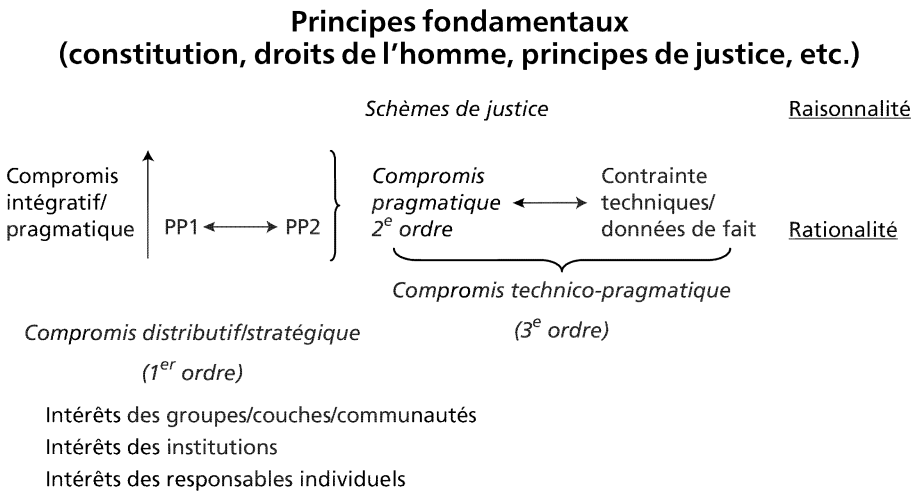 Principes fondamentaux
(constitution, droits de l'homme, principes de justice, etc.)
Schèmes de justice
Raisonnalité
Compromis
intégratif/
pragmatique
PP1
PP2
Compromis
pragmatique
2e ordre
Contrainte
techniques/
données de fait
Rationalité
Compromis technico-pragmatique
(3e ordre)
Compromis distributif/stratégique
(1er ordre)
Intérêts des groupes/couches/communautés
Intérêts des institutions
Intérêts des responsables individuels